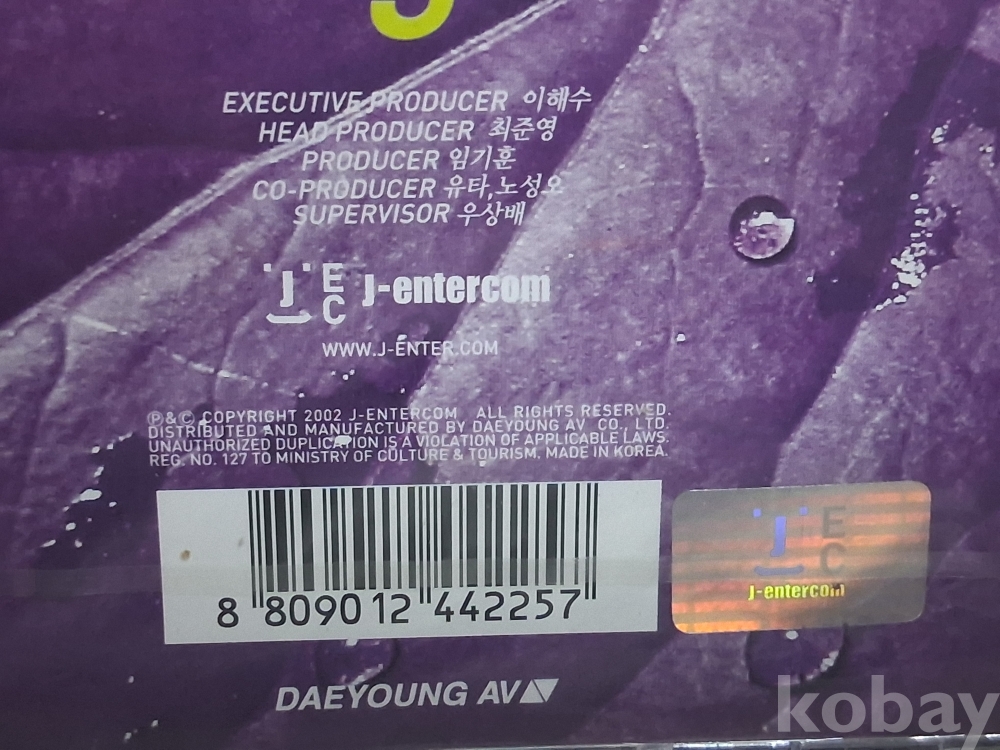 EXECUTIVE PRODUCER 이해수
HEAD PRODUCER 최준영
PRODUCER 임기훈
CO-PRODUCER 유타,노성오
SUPERVISOR 우상배
J E C J-entercom
WWW.J-ENTER.COM
Ⓟ&© COPYRIGHT 2002 J-ENTERCOM ALL RIGHTS RESERVED.
DISTRIBUTED AND MANUFACTURED BY DAEYOUNG AV CO., LTD.
UNAUTHORIZED DUPLICATION IS A VIOLATION OF APPLICABLE LAWS.
REG. NO. 127 TO MINISTRY OF CULTURE & TOURISM. MADE IN KOREA.
8 809012 442257
J E C
J-entercom
DAEYOUNG AV
kobay